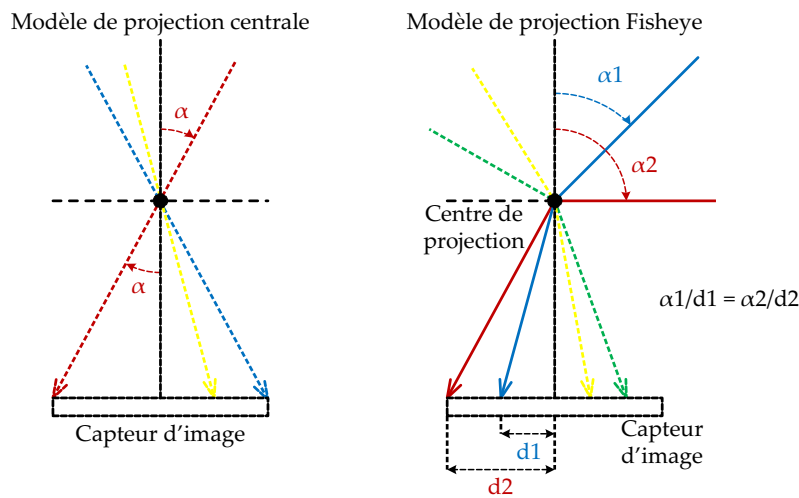 Modèle de projection centrale
α
α
Capteur d’image
Modèle de projection Fisheye
α1
α2
Centre de
projection
α1/d1 = α2/d2
Capteur
d’image
d1
d2